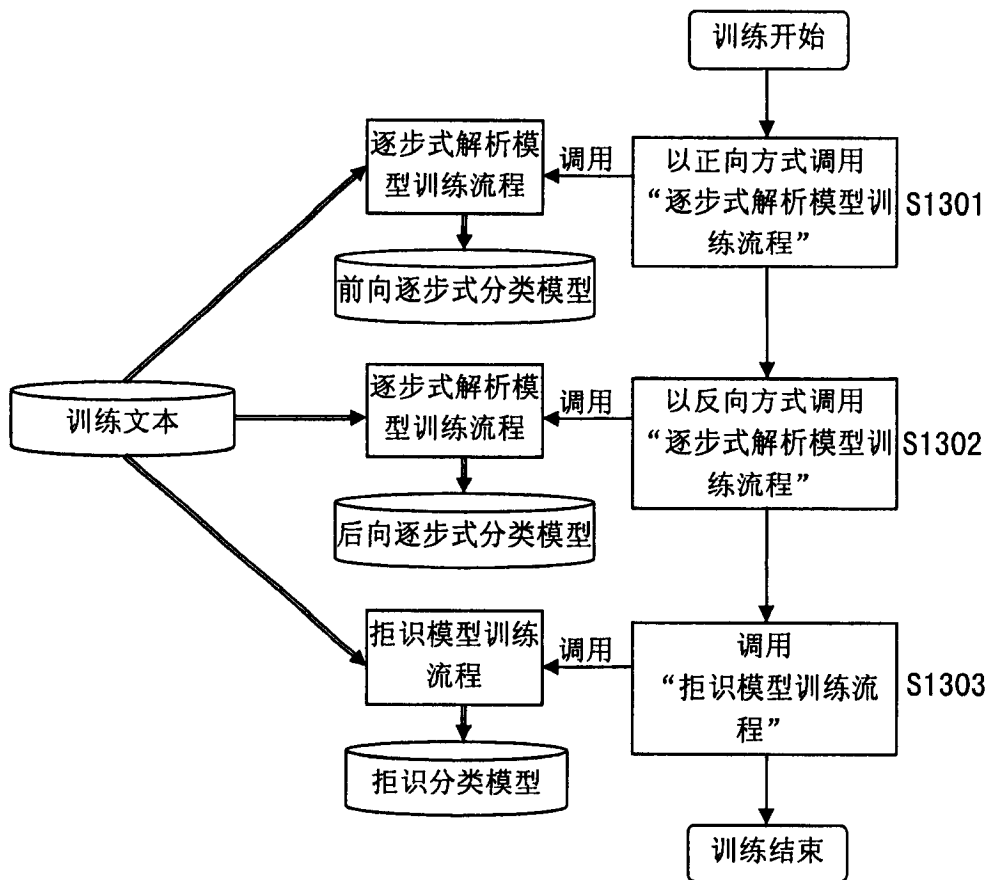 训练开始
逐步式解析模
型训练流程
调用
以正向方式调用
“逐步式解析模型训
练流程”
S1301
前向逐步式分类模型
训练文本
逐步式解析模
型训练流程
调用
以反向方式调用
“逐步式解析模型训
练流程”
S1302
后向逐步式分类模型
拒识模型训练
流程
调用
调用
“拒识模型训练流
程”
S1303
拒识分类模型
训练结束